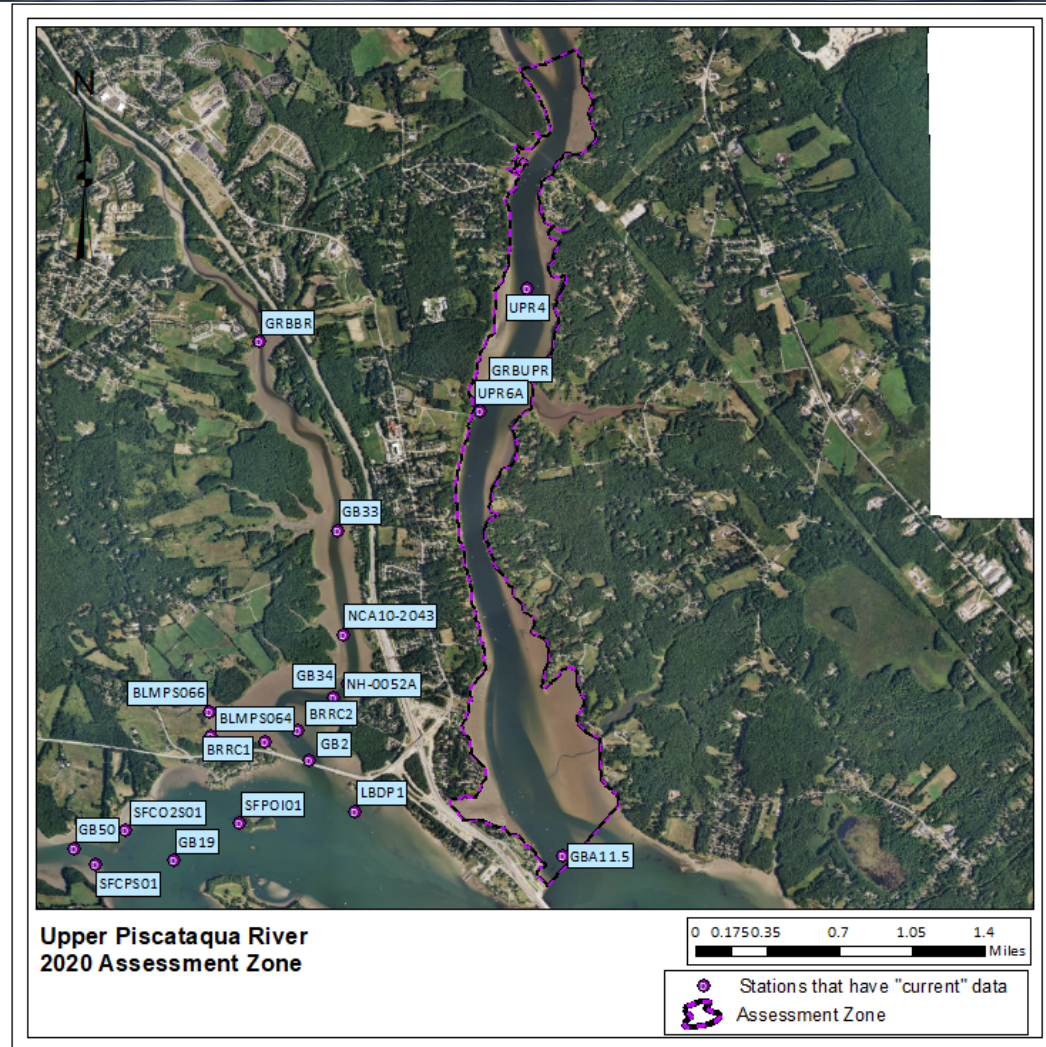 N
UPR4
GRBBR
GRBUPR
UPR6A
GB33
NCA10-2043
GB34
NH-0052A
BLMPS066
BLMPS064
BRRC2
BRRC1
GB2
LBDP1
SFCO2S01
SFPOI01
GB50
GB19
SFCPS01
GBA11.5
Upper Piscataqua River
2020 Assessment Zone
0 0.1750.35 0.7 1.05 1.4
Miles
Stations that have "current" data
Assessment Zone